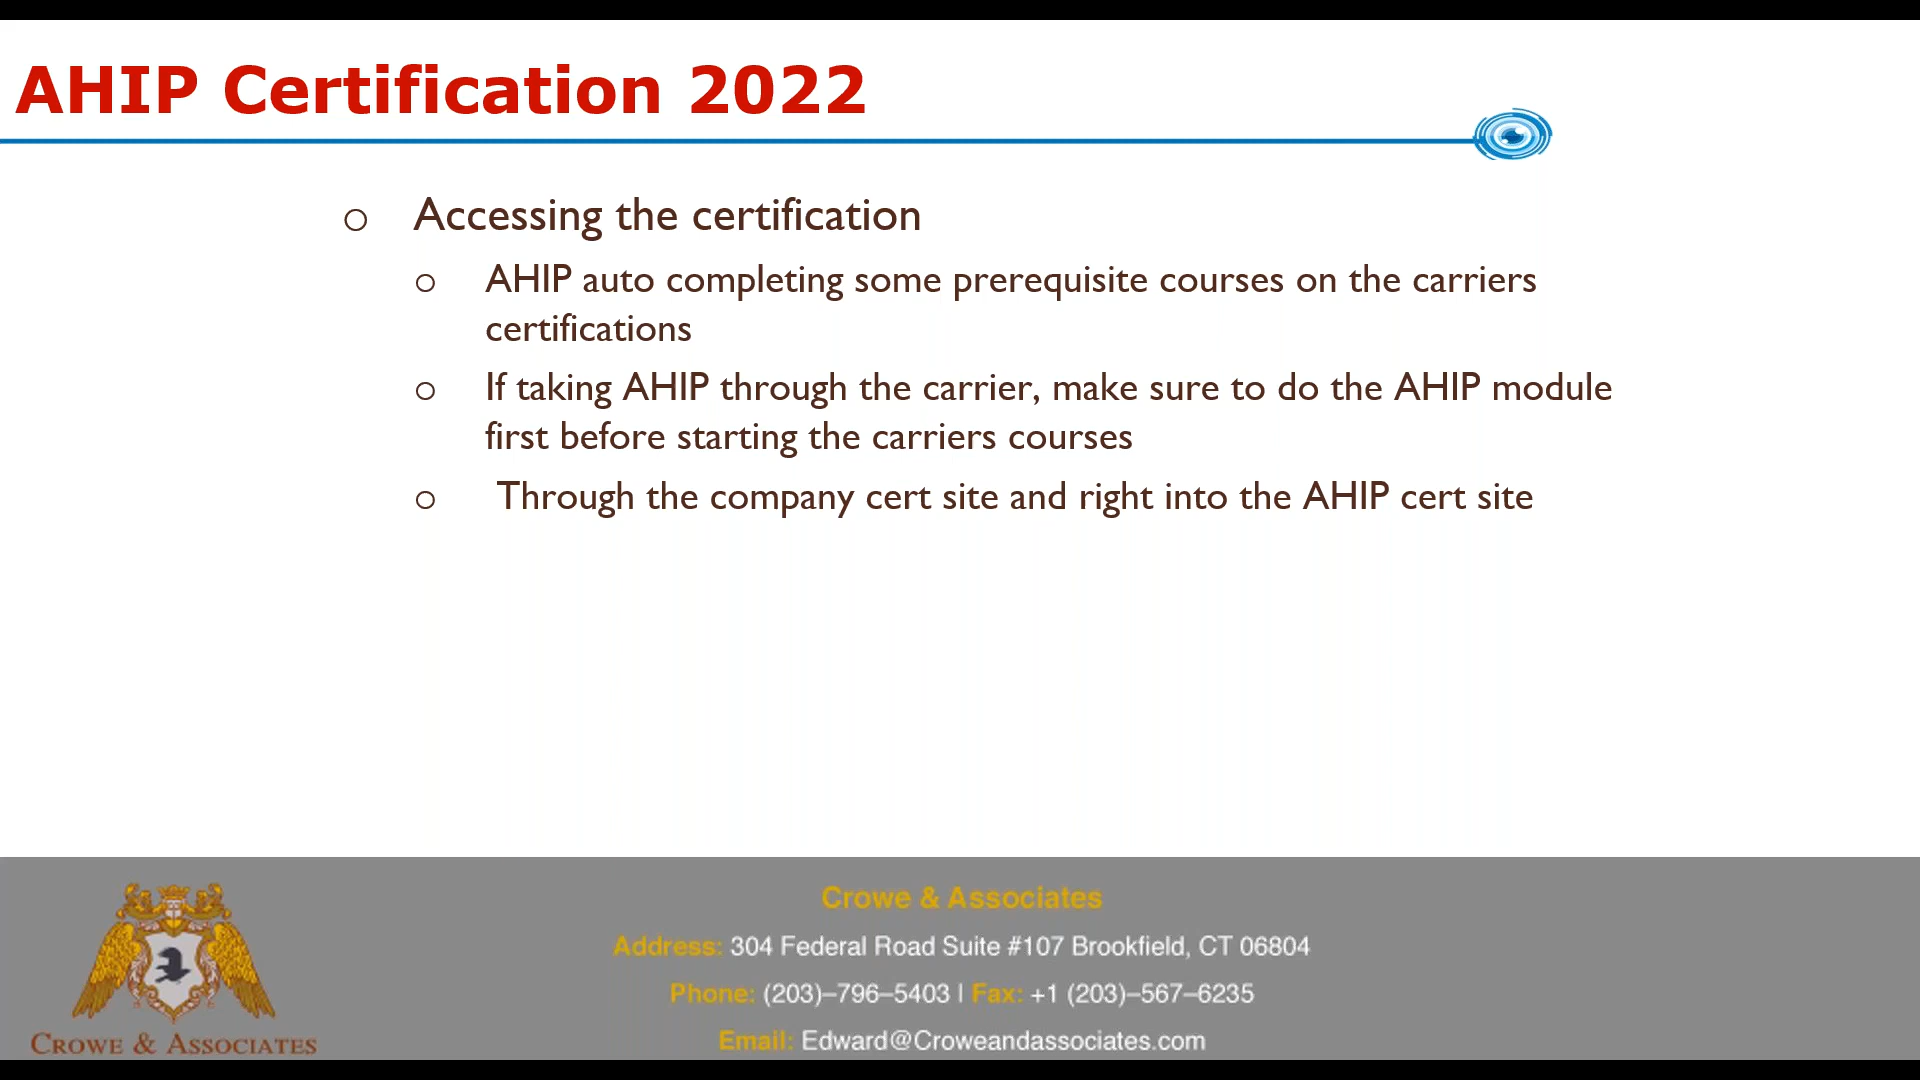 AHIP Certification 2022
o Accessing the certification
o AHIP auto completing some prerequisite courses on the carriers
certifications
o If taking AHIP through the carrier, make sure to do the AHIP module
first before starting the carriers courses
o Through the company cert site and right into the AHIP cert site
Crowe & Associates
Address: 304 Federal Road Suite #107 Brookfield, CT 06804
Phone: (203)–796–5403 | Fax: +1 (203)–567–6235
Email: Edward@Croweandassociates.com
CROWE & ASSOCIATES